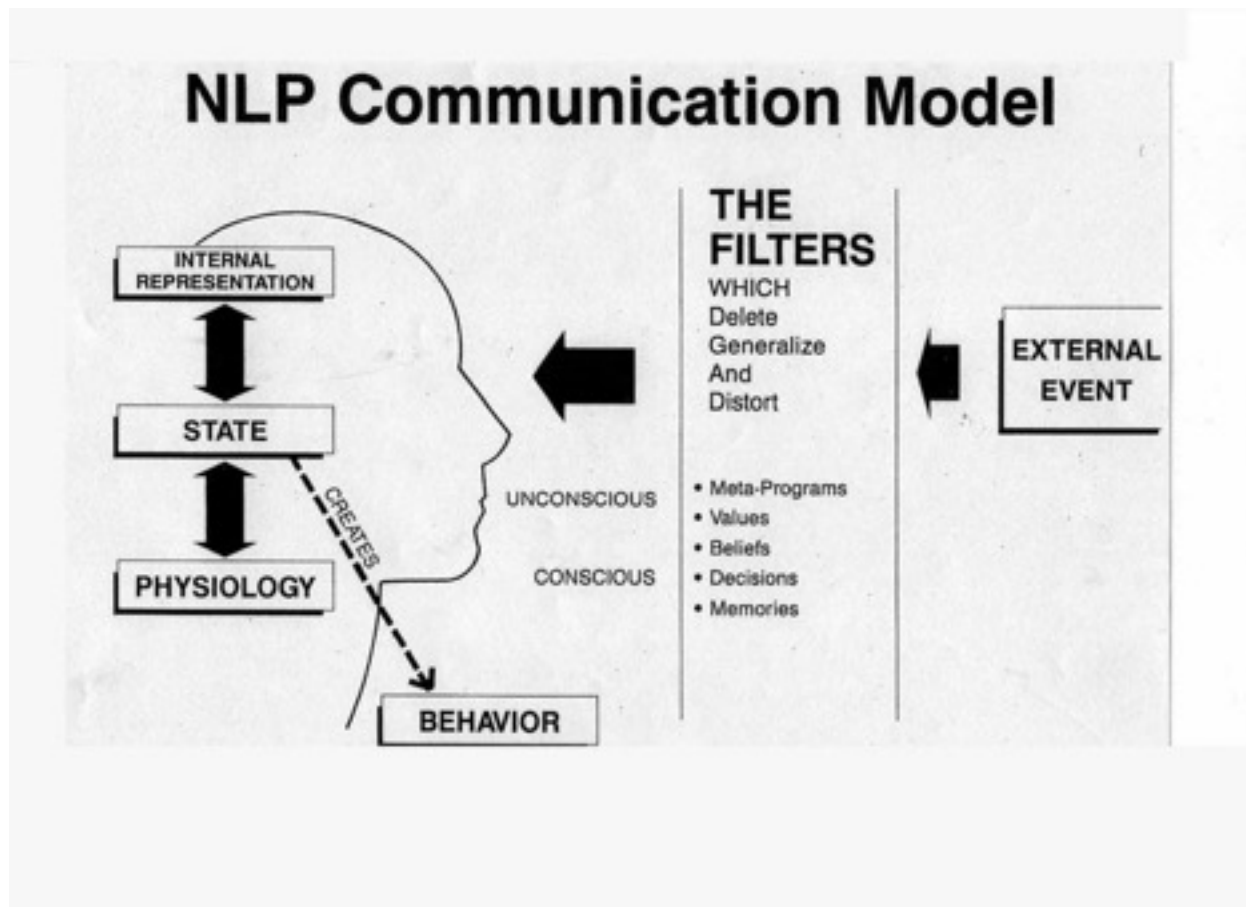 NLP Communication Model
INTERNAL
REPRESENTATION
STATE
PHYSIOLOGY
CREATES
BEHAVIOR
UNCONSCIOUS
CONSCIOUS
THE
FILTERS
WHICH
Delete
Generalize
And
Distort
• Meta-Programs
• Values
• Beliefs
• Decisions
• Memories
EXTERNAL
EVENT